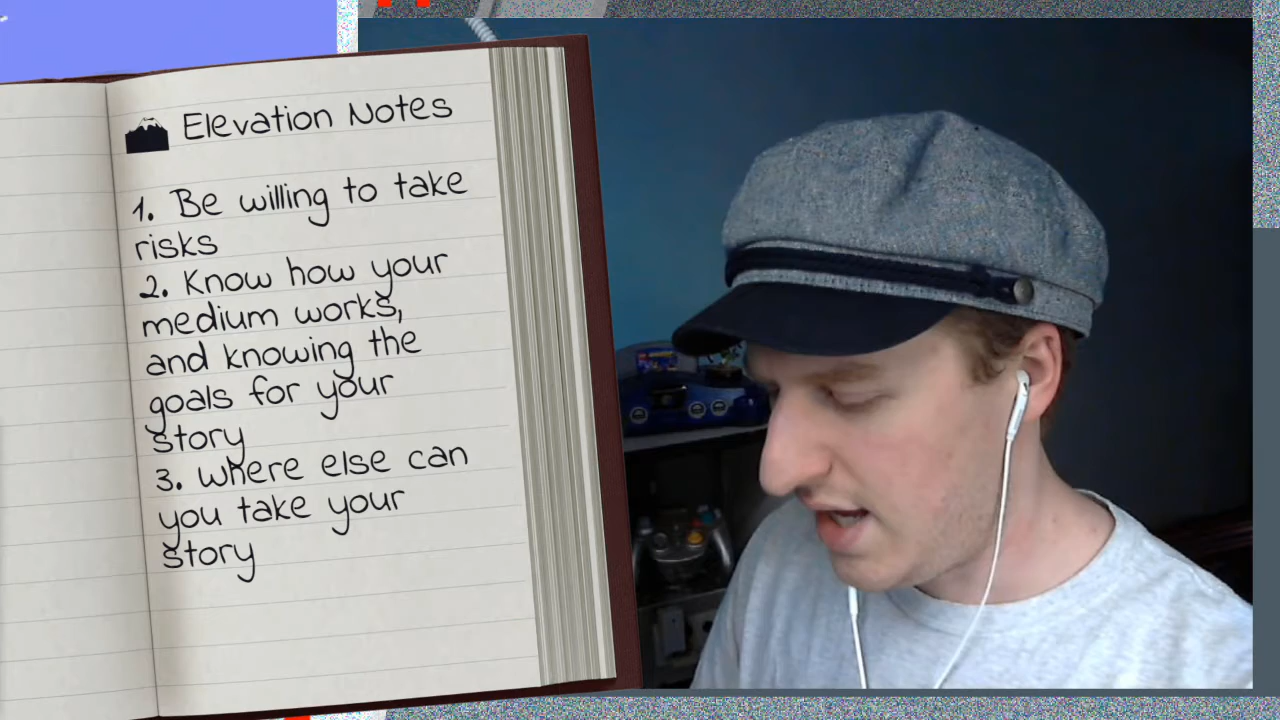 Elevation Notes
1. Be willing to take
risks
2. Know how your
medium works,
and knowing the
goals for your
story
3. Where else can
you take your
story